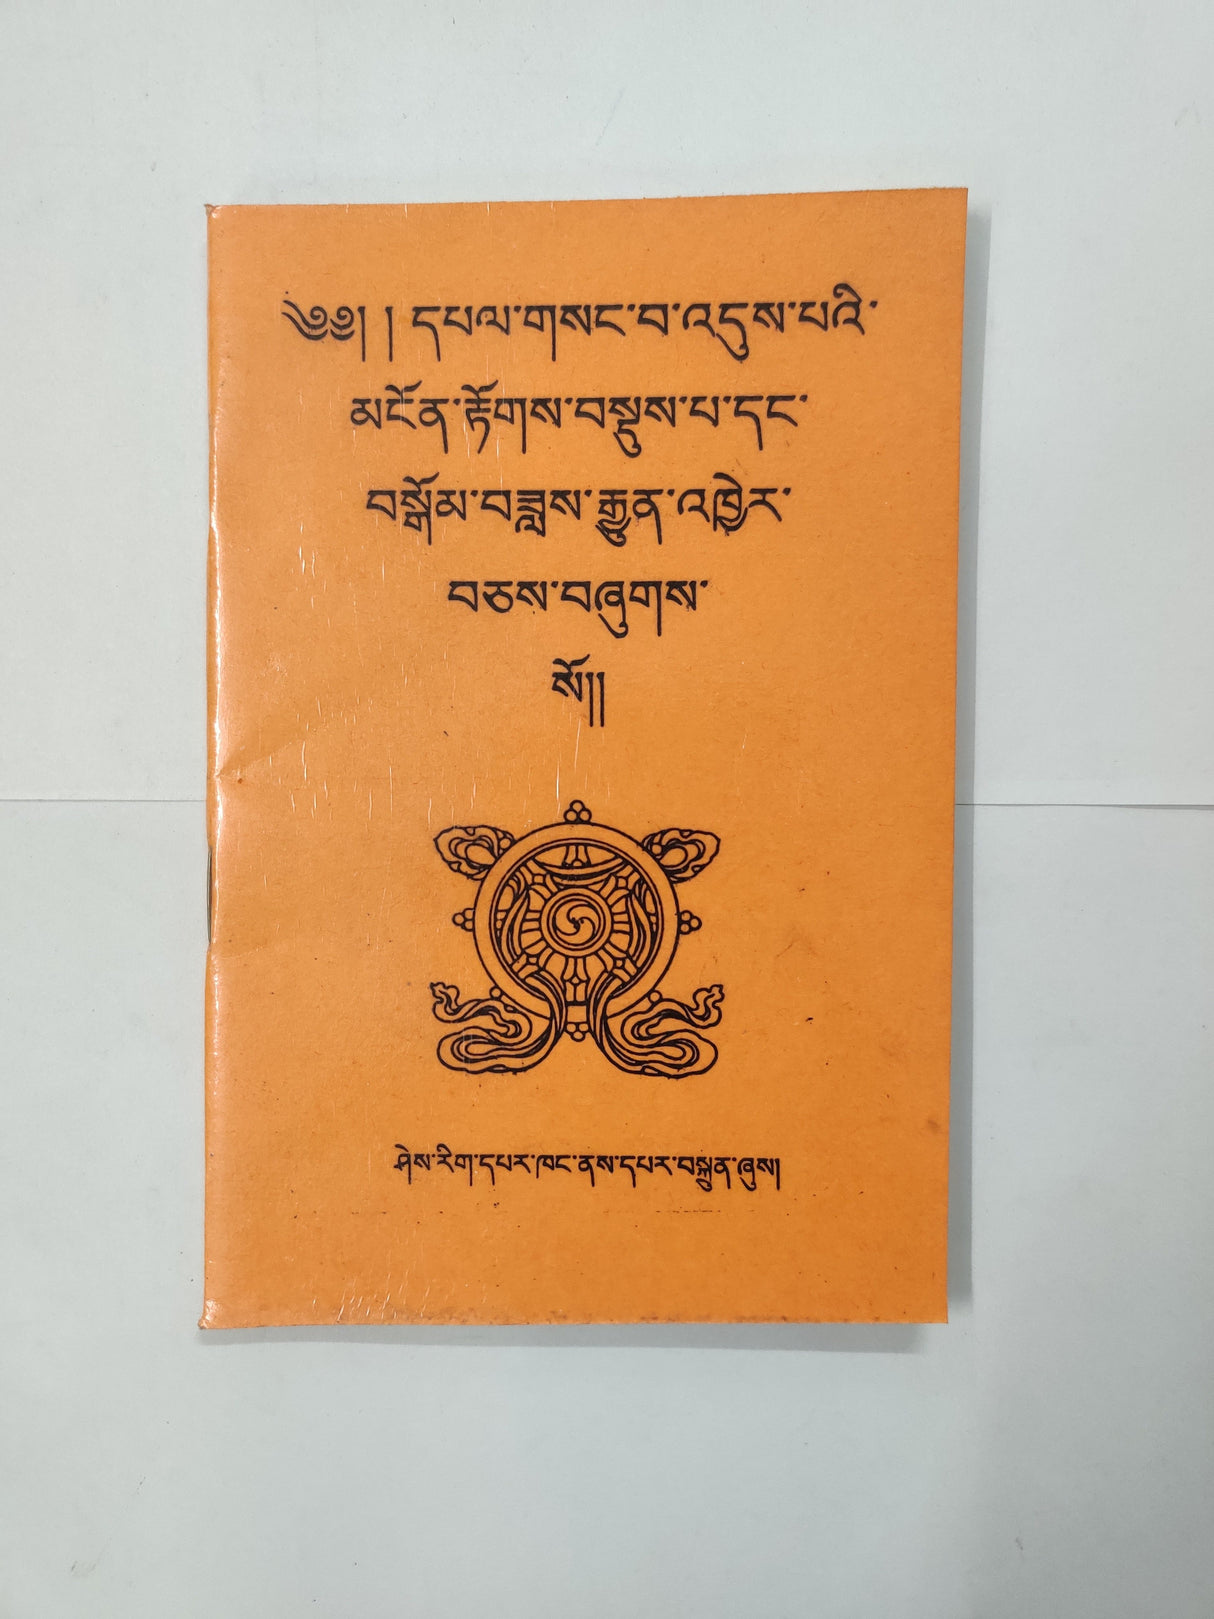 ༄༅། །དཔལ་གསང་བ་འདུས་པའི་
མངོན་རྟོགས་བསྡུས་པ་དང་
བསྒོམ་བཟླས་རྒྱུན་འཁྱེར་
བཅས་བཞུགས་
སོ།།
ཤེས་རིག་དཔར་ཁང་ནས་དཔར་བསྐྲུན་ཞུས།